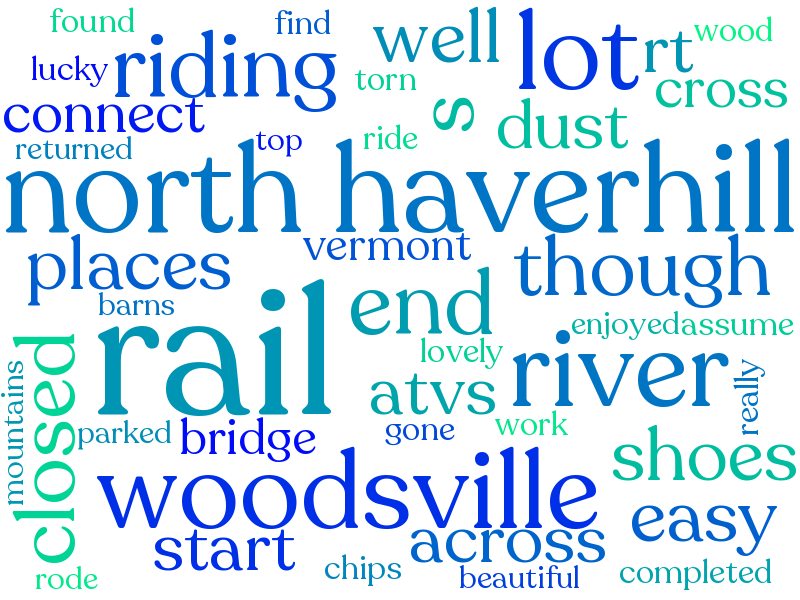 found
find
well
lot
rt
wood
lucky
riding
torn
cross
connect
s
dust
returned
top
ride
north haverhill
places
vermont
though
barns
rail
end
enjoyed
assume
lovely
river
closed
mountains
atvs
really
parked
bridge
gone
work
shoes
woodsville
easy
start
across
rode
chips
beautiful
completed